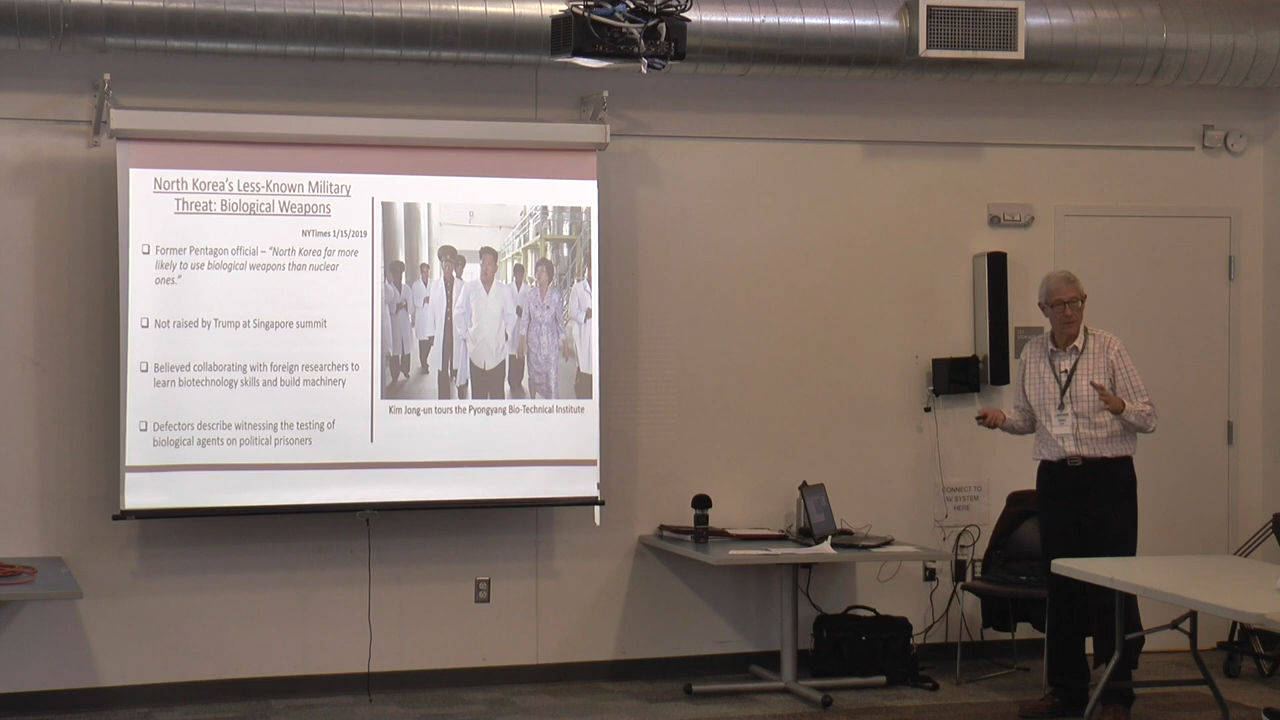 North Korea's Less-Known Military
Threat: Biological Weapons
NYTimes 1/15/2019
Former Pentagon official – "North Korea far more
likely to use biological weapons than nuclear
ones."
Not raised by Trump at Singapore summit
Believed collaborating with foreign researchers to
learn biotechnology skills and build machinery
Defectors describe witnessing the testing of
biological agents on political prisoners
Kim Jong-un tours the Pyongyang Bio-Technical Institute
CONNECT TO
AV SYSTEM
HERE